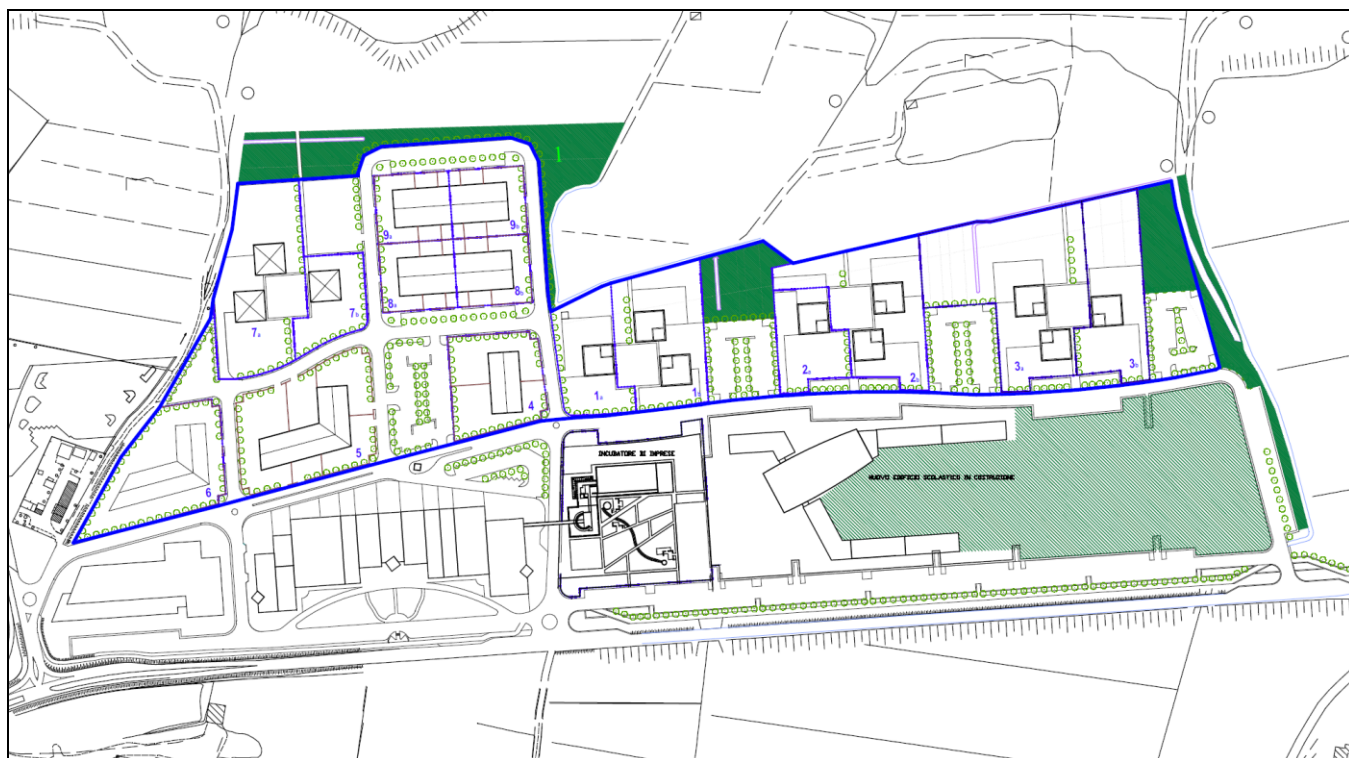 1
9a
9b
8a
8b
7a
7b
1a
1
2a
2b
3a
3b
4
5
6
INCUBATORE DI IMPRESE
NUOVO EDIFICIO SCOLASTICO IN COSTRUZIONE